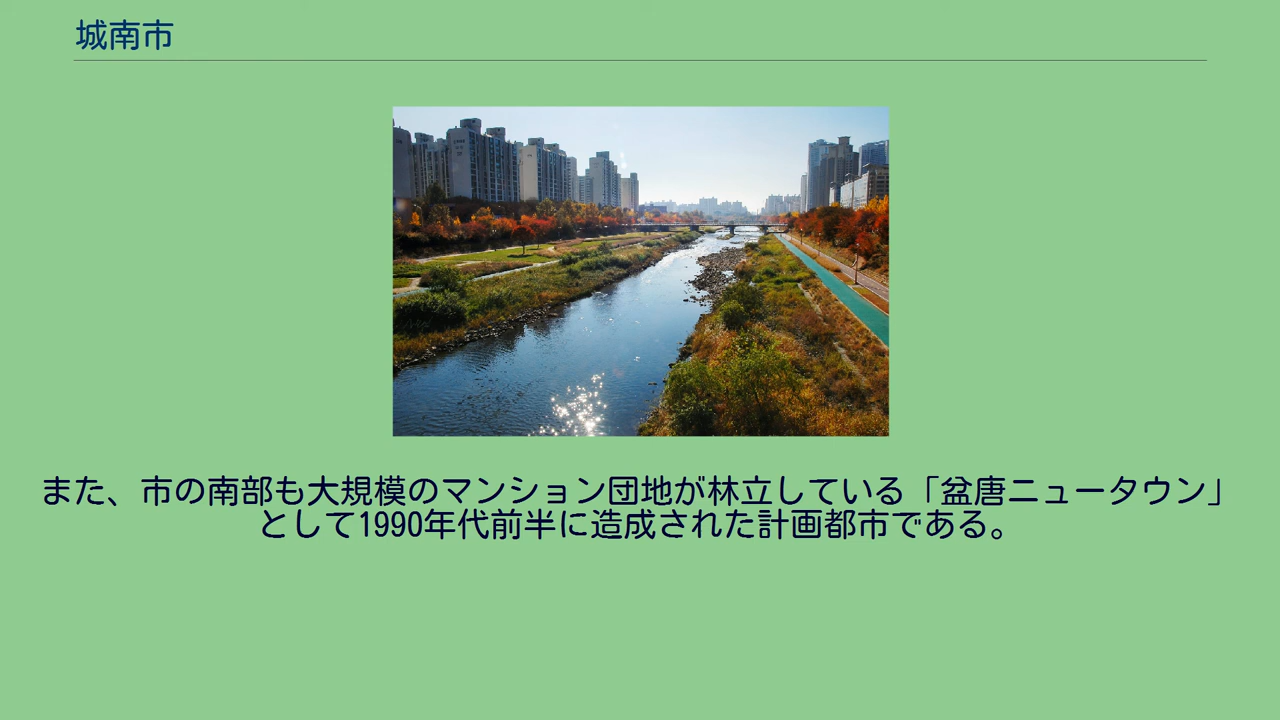 城南市
また、市の南部も大規模のマンション団地が林立している「盆唐ニュータウン」
として1990年代前半に造成された計画都市である。